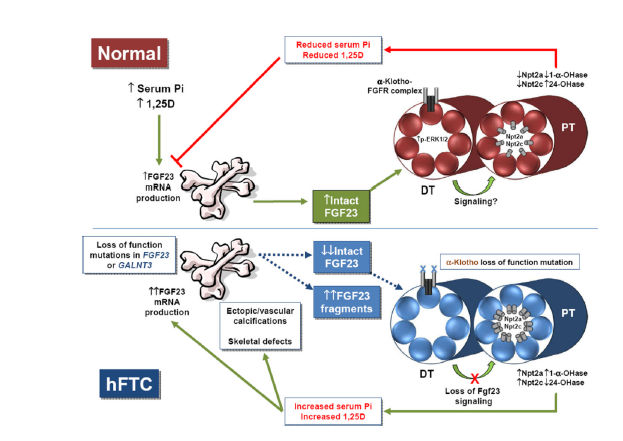 Normal
Reduced serum Pi
Reduced 1,25D
↓Npt2a ↓1-α-OHase
↓Npt2c ↑24-OHase
↑ Serum Pi
↑ 1,25D
α-Klotho-
FGFR complex
↑p-ERK1/2
Npt2a
Npt2c
PT
↑FGF23
mRNA
production
↑Intact
FGF23
DT
Signaling?
Loss of function
mutations in FGF23
or GALNT3
↓↓Intact
FGF23
α-Klotho loss of function mutation
↑↑FGF23
mRNA
production
↑↑FGF23
fragments
Ectopic/vascular
calcifications
Skeletal defects
Npt2a
Npt2c
PT
DT
X
Loss of Fgf23
signaling
↑Npt2a ↑1-α-OHase
↑Npt2c ↓24-OHase
hFTC
Increased serum Pi
Increased 1,25D